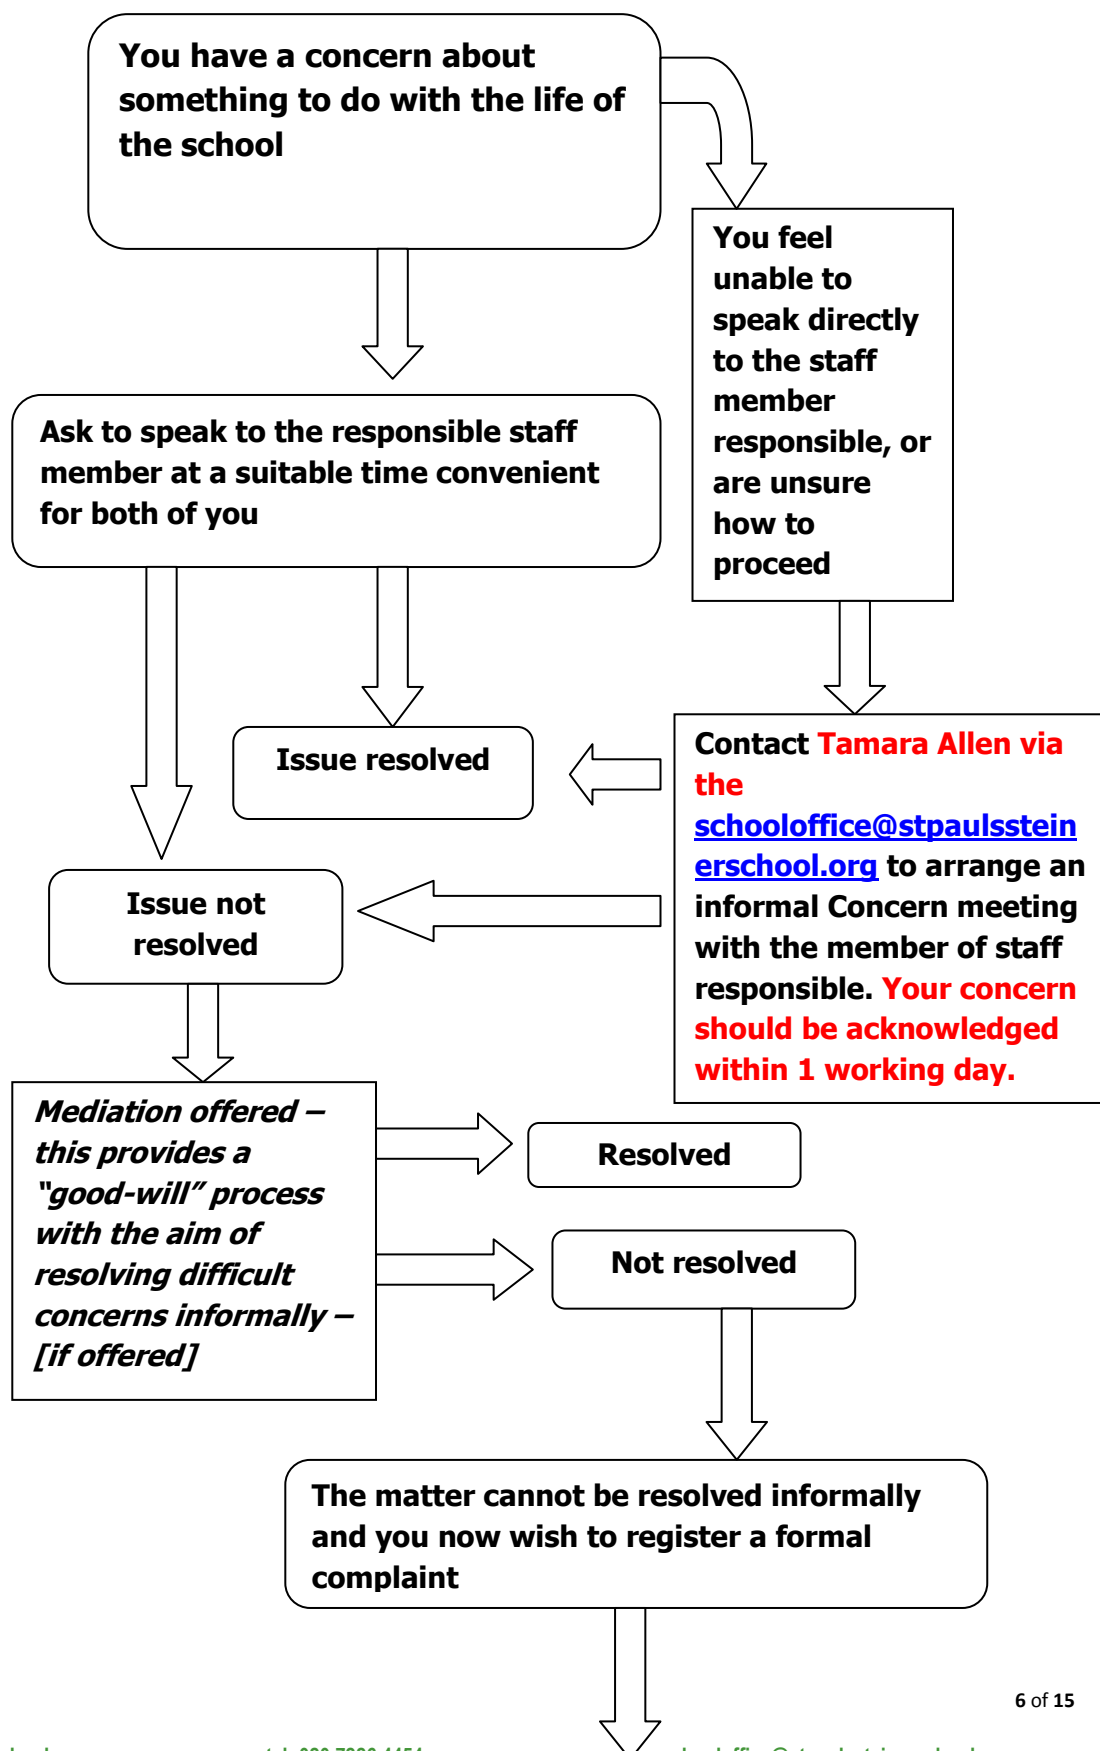 You have a concern about
something to do with the life of
the school
You feel
unable to
speak directly
to the staff
member
responsible, or
are unsure
how to
proceed
Ask to speak to the responsible staff
member at a suitable time convenient
for both of you
Issue resolved
Contact Tamara Allen via
the
schooloffice@stpaulsstein
erschool.org to arrange an
informal Concern meeting
with the member of staff
responsible. Your concern
should be acknowledged
within 1 working day.
Issue not
resolved
Mediation offered –
this provides a
“good-will” process
with the aim of
resolving difficult
concerns informally –
[if offered]
Resolved
Not resolved
The matter cannot be resolved informally
and you now wish to register a formal
complaint
6 of 15